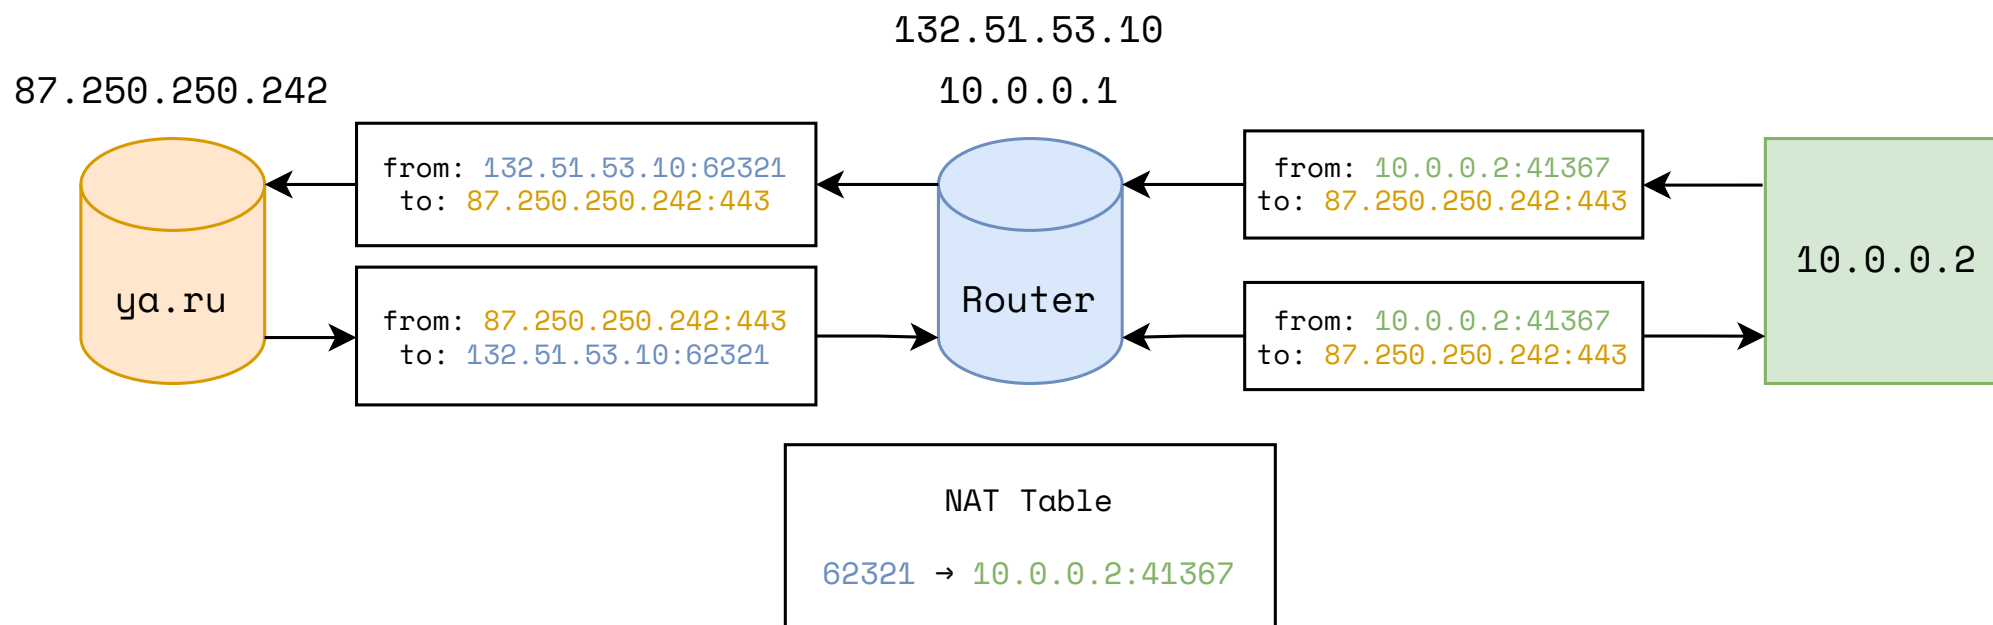 132.51.53.10
87.250.250.242
10.0.0.1
from: 132.51.53.10:62321
to: 87.250.250.242:443
from: 10.0.0.2:41367
to: 87.250.250.242:443
10.0.0.2
ya.ru
Router
from: 87.250.250.242:443
to: 132.51.53.10:62321
from: 10.0.0.2:41367
to: 87.250.250.242:443
NAT Table
62321 → 10.0.0.2:41367